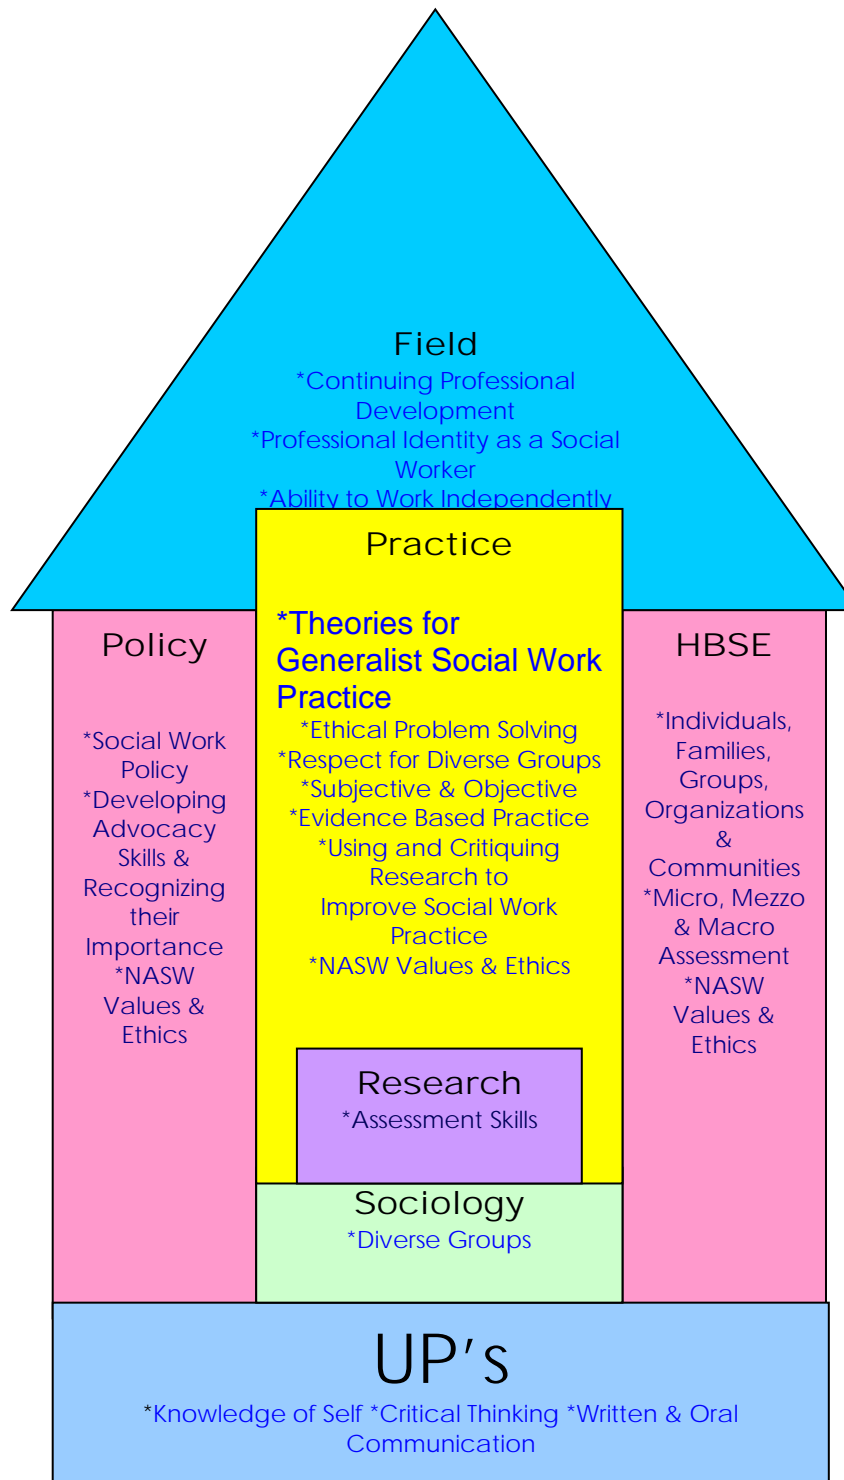 Field
*Continuing Professional
Development
*Professional Identity as a Social
Worker
*Ability to Work Independently
Practice
*Theories for
Generalist Social Work
Practice
*Ethical Problem Solving
*Respect for Diverse Groups
*Subjective & Objective
*Evidence Based Practice
*Using and Critiquing
Research to
Improve Social Work
Practice
*NASW Values & Ethics
Policy
*Social Work
Policy
*Developing
Advocacy
Skills &
Recognizing
their
Importance
*NASW
Values &
Ethics
HBSE
*Individuals,
Families,
Groups,
Organizations
&
Communities
*Micro, Mezzo
& Macro
Assessment
*NASW
Values &
Ethics
Research
*Assessment Skills
Sociology
*Diverse Groups
UP's
*Knowledge of Self *Critical Thinking *Written & Oral
Communication